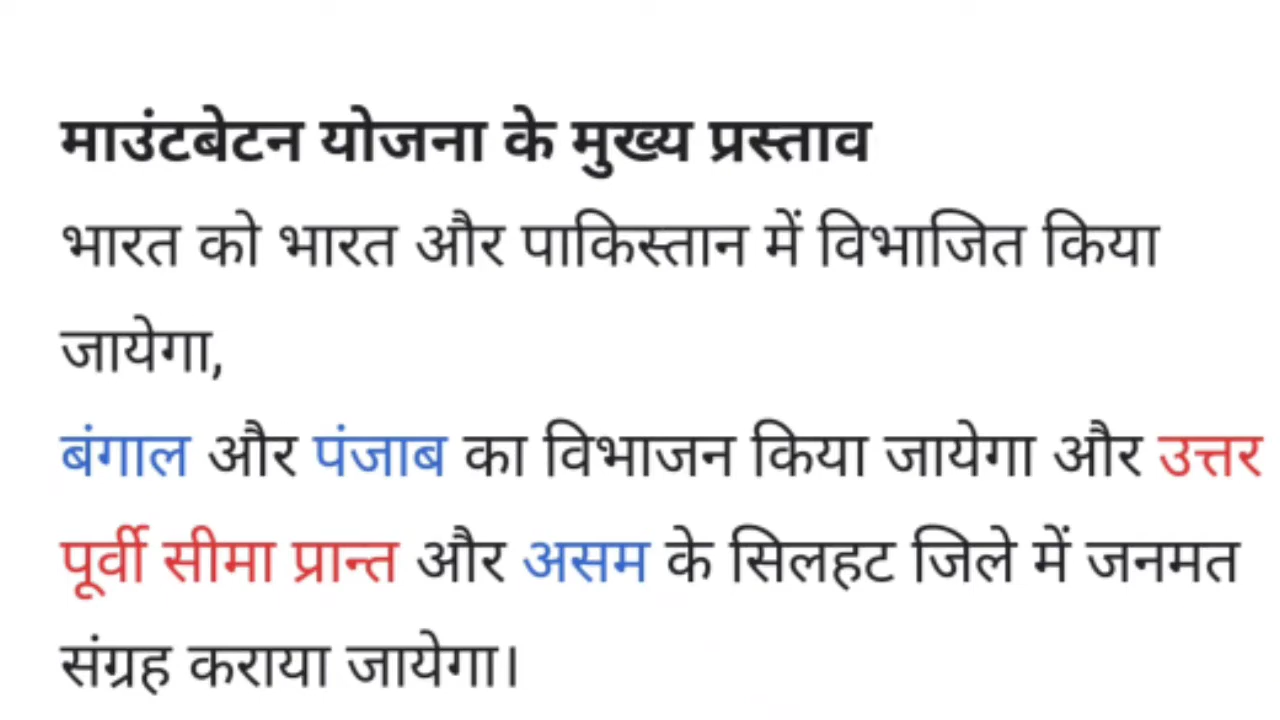 माउंटबेटन योजना के मुख्य प्रस्ताव
भारत को भारत और पाकिस्तान में विभाजित किया
जायेगा,
बंगाल और पंजाब का विभाजन किया जायेगा और उत्तर
पूर्वी सीमा प्रान्त और असम के सिलहट जिले में जनमत
संग्रह कराया जायेगा।